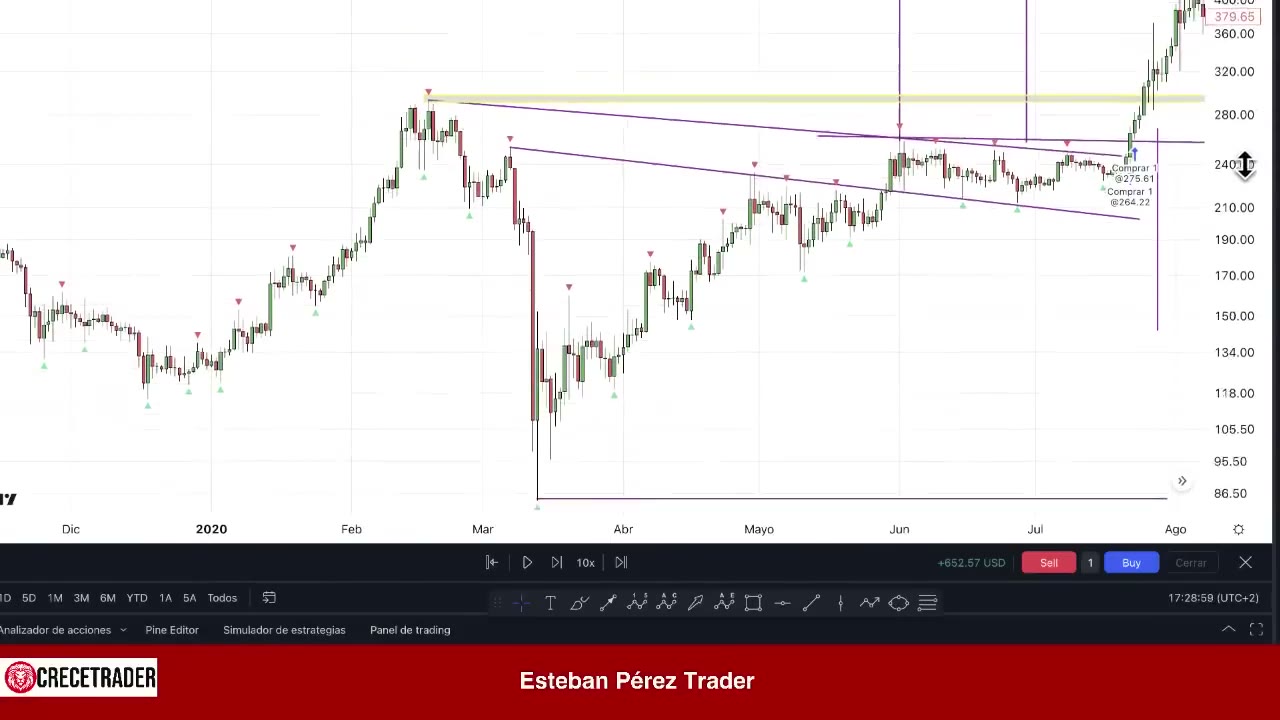 400.00
379.65
360.00
320.00
280.00
240.00
210.00
190.00
170.00
150.00
134.00
118.00
105.50
95.50
86.50
Comprar 1
@275.61
Comprar 1
@264.22
Dic 2020 Feb Mar Abr Mayo Jun Jul Ago
10x +652.57 USD Sell 1 Buy Cerrar
1D 5D 1M 3M 6M YTD 1A 5A Todos 17:28:59 (UTC+2)
Analizador de acciones Pine Editor Simulador de estrategias Panel de trading
CRECETRADER
Esteban Pérez Trader